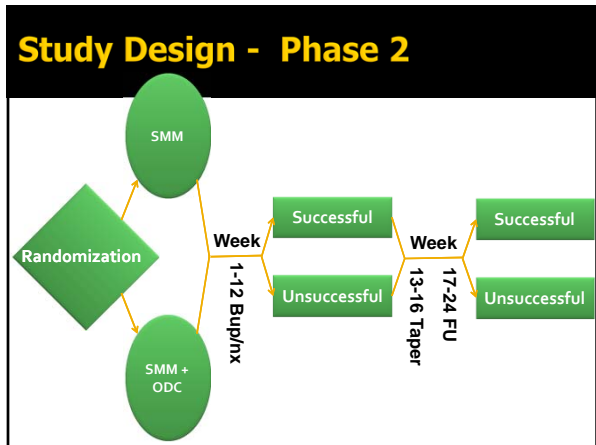 Study Design - Phase 2
SMM
Randomization
SMM +
ODC
Week
1-12 Bup/nx
Successful
Unsuccessful
Week
13-16 Taper
17-24 FU
Successful
Unsuccessful